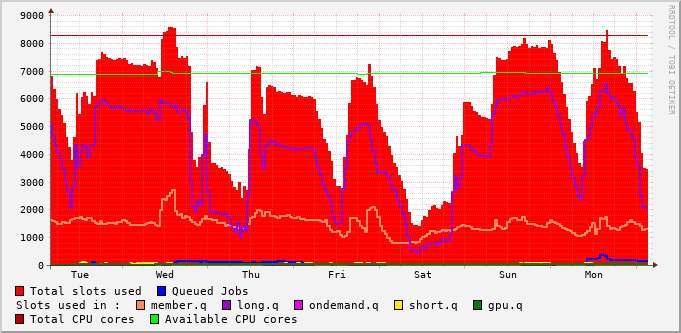 9000
8000
7000
6000
5000
4000
3000
2000
1000
0
Tue Wed Thu Fri Sat Sun Mon
RRDTOOL / TOBI OETIKER
Total slots used Queued Jobs
Slots used in : member.q long.q ondemand.q short.q gpu.q
Total CPU cores Available CPU cores